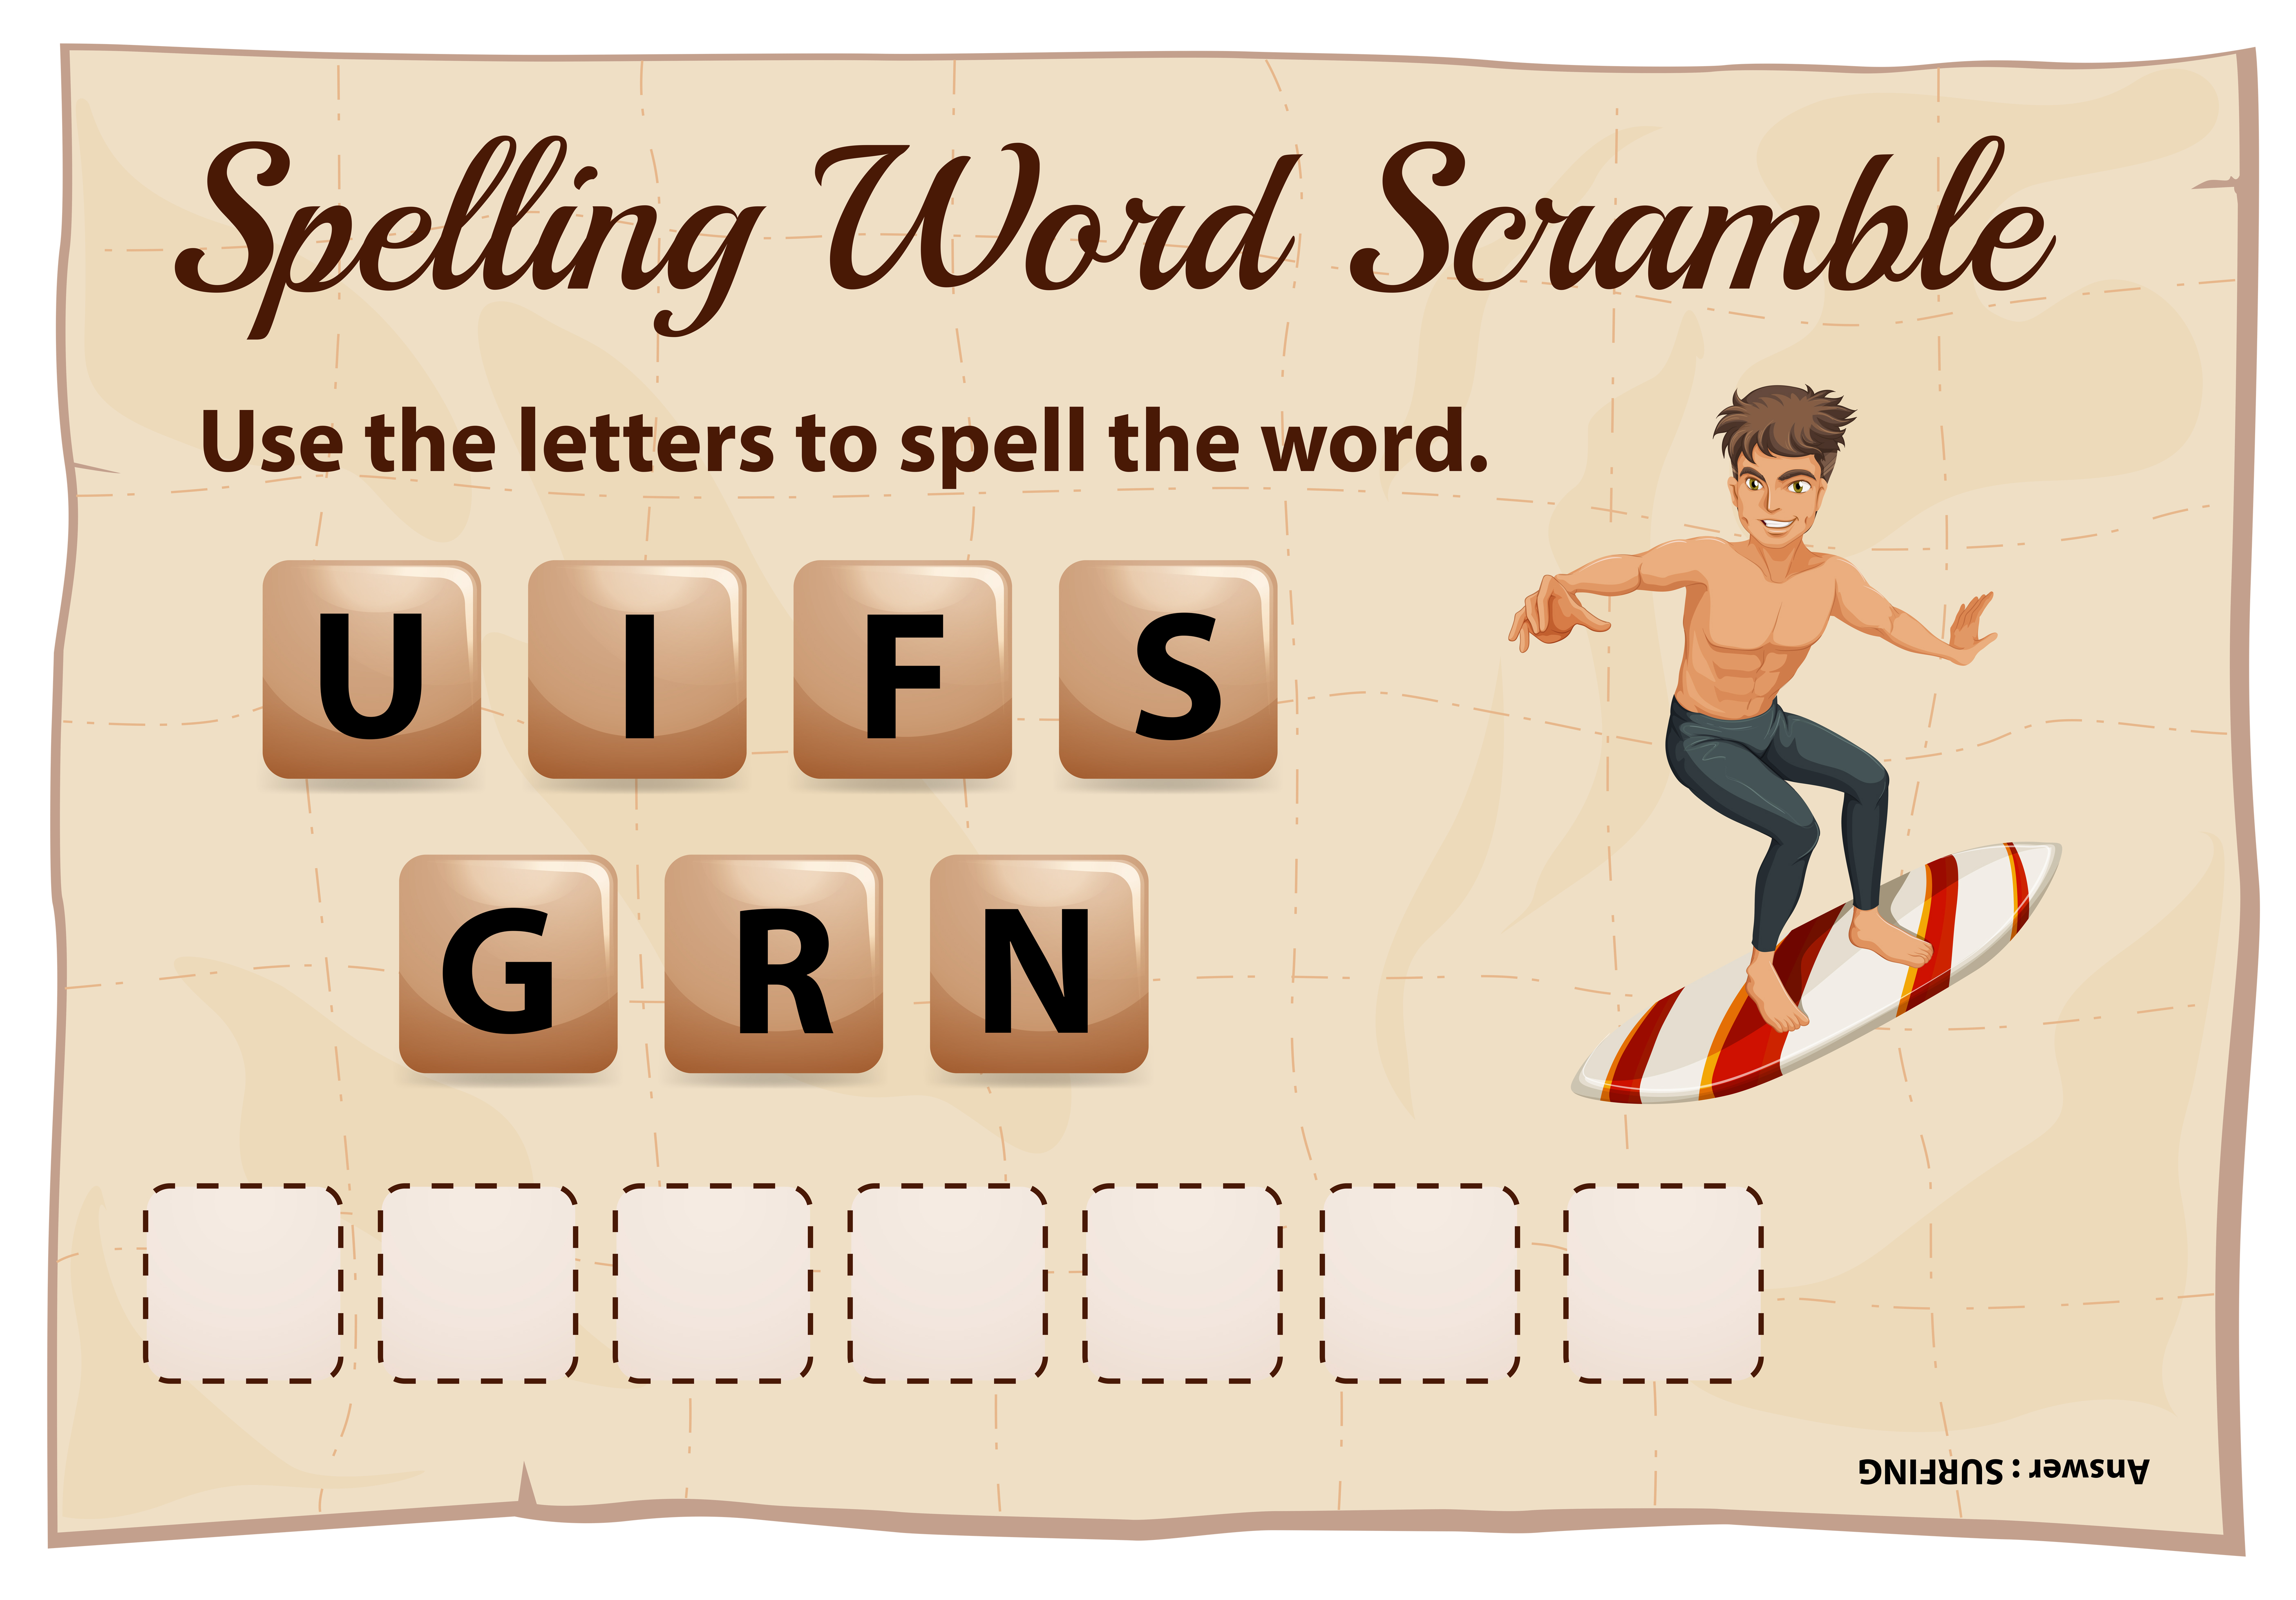 Spelling Word Scramble
Use the letters to spell the word.
U I F S
G R N
Answer : SURFING